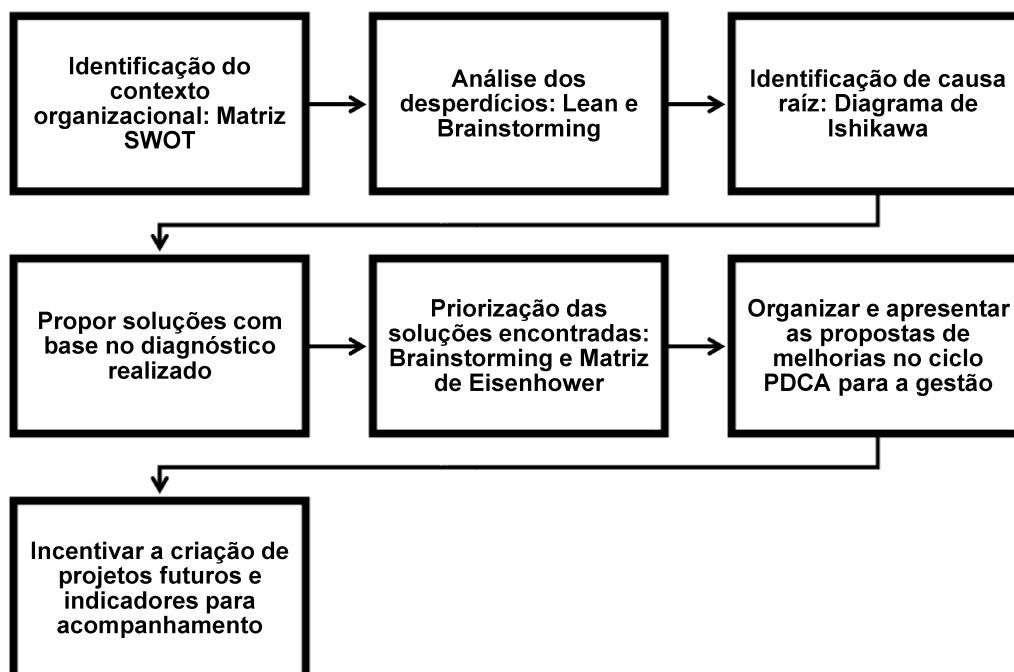 Identificação do
contexto
organizacional: Matriz
SWOT
Análise dos
desperdícios: Lean e
Brainstorming
Identificação de causa
raíz: Diagrama de
Ishikawa
Propor soluções com
base no diagnóstico
realizado
Priorização das
soluções encontradas:
Brainstorming e Matriz
de Eisenhower
Organizar e apresentar
as propostas de
melhorias no ciclo
PDCA para a gestão
Incentivar a criação de
projetos futuros e
indicadores para
acompanhamento